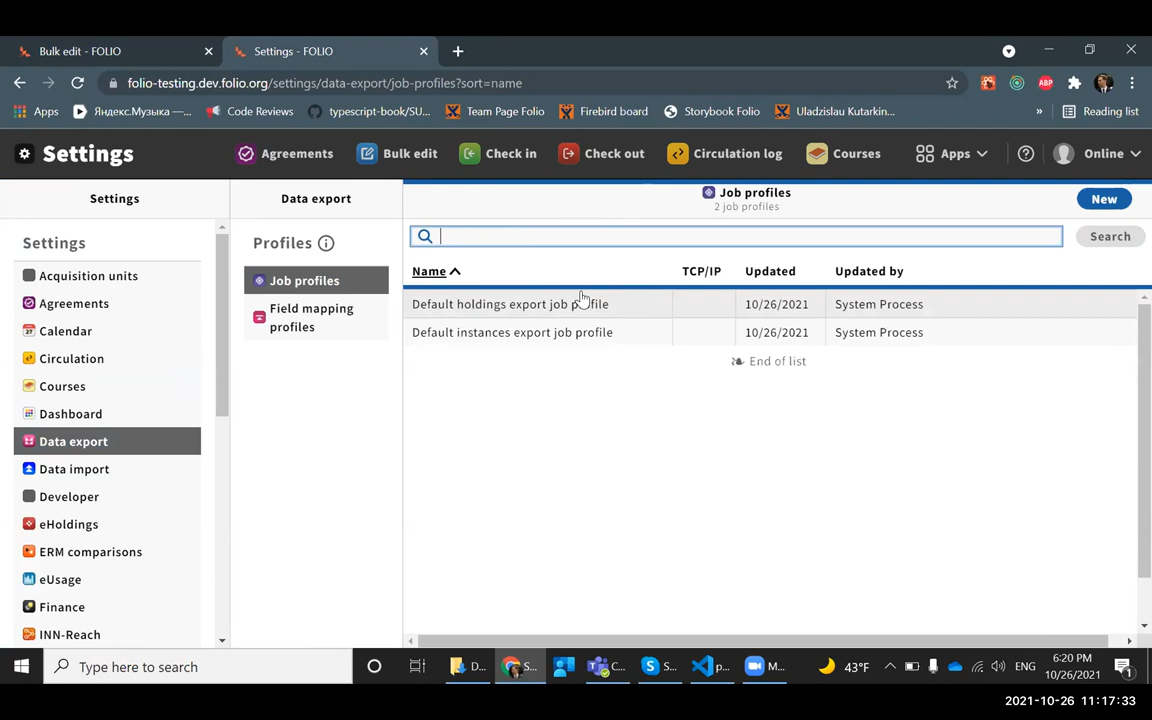 Bulk edit - FOLIO
Settings - FOLIO
folio-testing.dev.folio.org/settings/data-export/job-profiles?sort=name
Apps
Яндекс.Музыка —...
Code Reviews
typescript-book/SU...
Team Page Folio
Firebird board
Storybook Folio
Uladzislau Kutarkin...
»
Reading list
ABP
Settings
Agreements
Bulk edit
Check in
Check out
Circulation log
Courses
Apps
Online
Settings
Data export
Job profiles
2 job profiles
New
Settings
Profiles
Search
Acquisition units
Agreements
Calendar
Circulation
Courses
Dashboard
Data export
Data import
Developer
eHoldings
ERM comparisons
eUsage
Finance
INN-Reach
Job profiles
Field mapping
profiles
Name
TCP/IP
Updated
Updated by
Default holdings export job profile
10/26/2021
System Process
Default instances export job profile
10/26/2021
System Process
End of list
Type here to search
D...
S...
C...
S...
p...
M...
43°F
ENG
6:20 PM
10/26/2021
1
2021-10-26 11:17:33